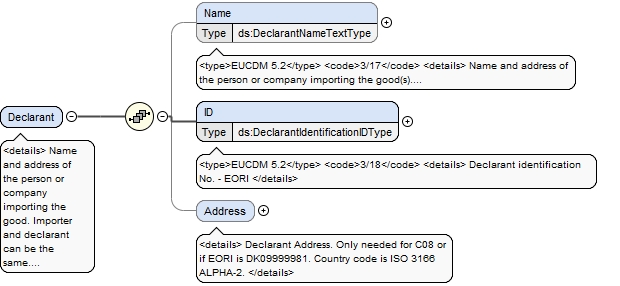 Name
Type ds:DeclarantNameTextType
<type>EUCDM 5.2</type> <code>3/17</code> <details> Name and address of
the person or company importing the good(s)....
ID
Type ds:DeclarantIdentificationIDType
<type>EUCDM 5.2</type> <code>3/18</code> <details> Declarant identification
No. - EORI </details>
Declarant
<details> Name
and address of
the person or
company
importing the
good. Importer
and declarant
can be the
same....
Address
<details> Declarant Address. Only needed for C08 or
if EORI is DK09999981. Country code is ISO 3166
ALPHA-2. </details>